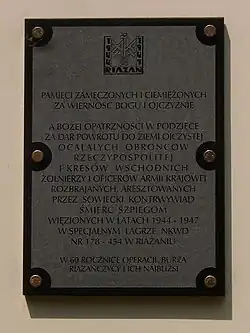 RIAZAŃ
PAMIĘCI ZAMĘCZONYCH I CIEMIĘŻONYCH
ZA WIERNOŚĆ BOGU I OJCZYŹNIE
A BOŻEJ OPATRZNOŚCI W PODZIĘCE
ZA DAR POWROTU DO ZIEMI OJCZYSTEJ
OCALAŁYCH OBROŃCÓW
RZECZYPOSPOLITEJ
I KRESÓW WSCHODNICH
ŻOŁNIERZY I OFICERÓW ARMII KRAJOWEJ
ROZBRAJANYCH, ARESZTOWANYCH
PRZEZ SOWIECKI KONTRWYWIAD
ŚMIERĆ SZPIEGOM
WIĘZIONYCH W LATACH 1944-1947
W SPECJALNYM ŁAGRZE NKWD
NR 178 - 454 W RIAZANIU
W 60 ROCZNICĘ OPERACJI „BURZA”
RIAZAŃCZYCY I ICH NAJBLIŻSI